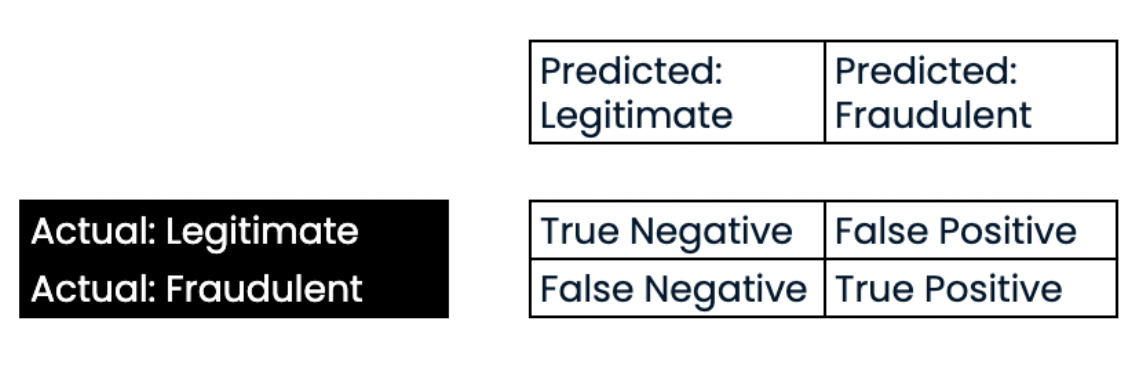 Predicted: Predicted:
Legitimate Fraudulent
Actual: Legitimate True Negative False Positive
Actual: Fraudulent False Negative True Positive